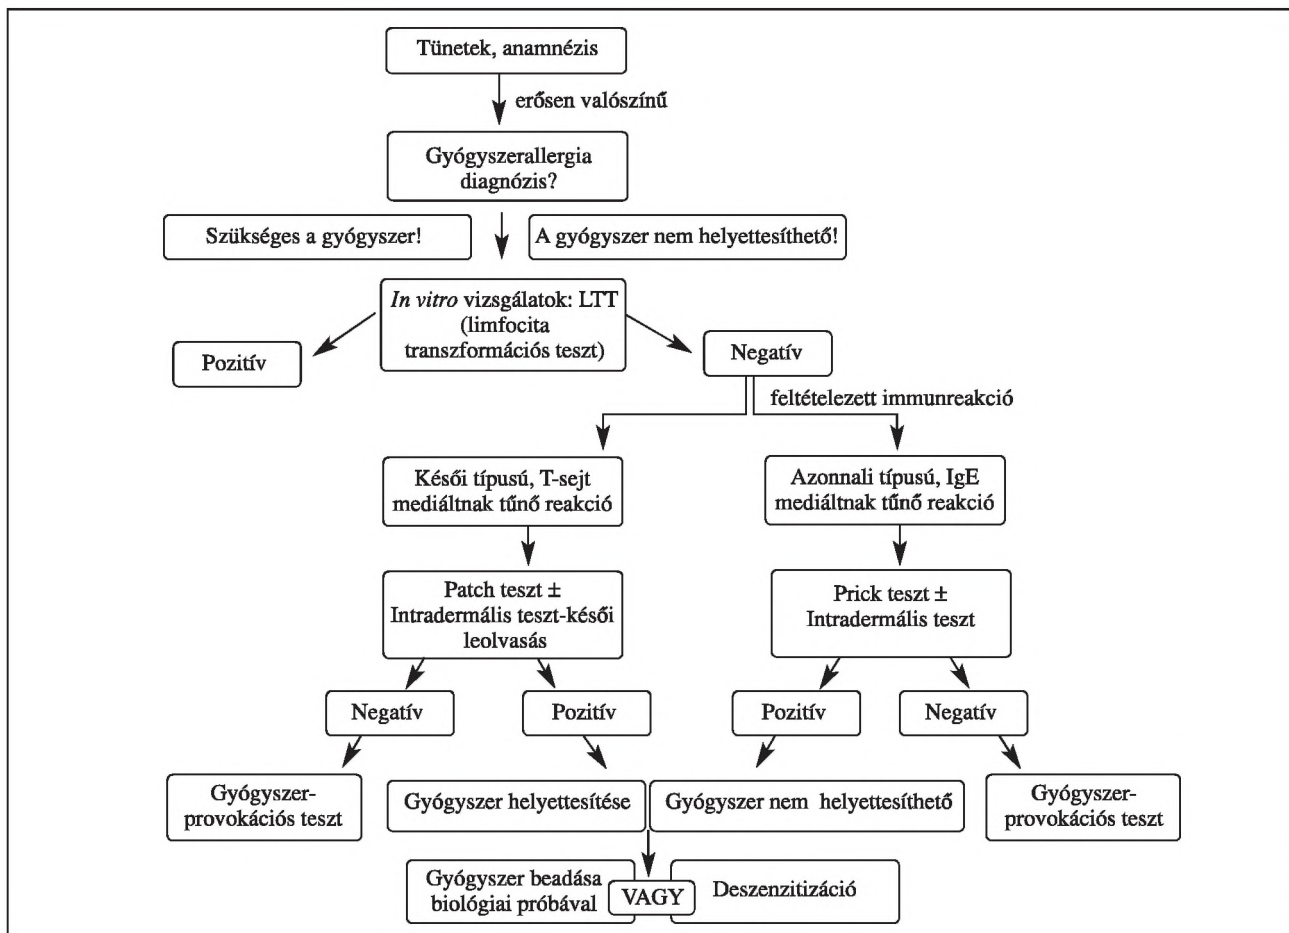 Tünetek, anamnézis
erősen valószínű
Gyógyszerallergia
diagnózis?
Szükséges a gyógyszer!
A gyógyszer nem helyettesíthető!
In vitro vizsgálatok: LTT
(limfocita
transzformációs teszt)
Pozitív
Negatív
feltételezett immunreakció
Késői típusú, T-sejt
mediáltnak tűnő reakció
Azonnali típusú, IgE
mediáltnak tűnő reakció
Patch teszt ±
Intradermális teszt-késői
leolvasás
Prick teszt ±
Intradermális teszt
Negatív
Pozitív
Pozitív
Negatív
Gyógyszer-
provokációs teszt
Gyógyszer helyettesítése
Gyógyszer nem helyettesíthető
Gyógyszer-
provokációs teszt
Gyógyszer beadása
biológiai próbával
VAGY
Deszenzitizáció